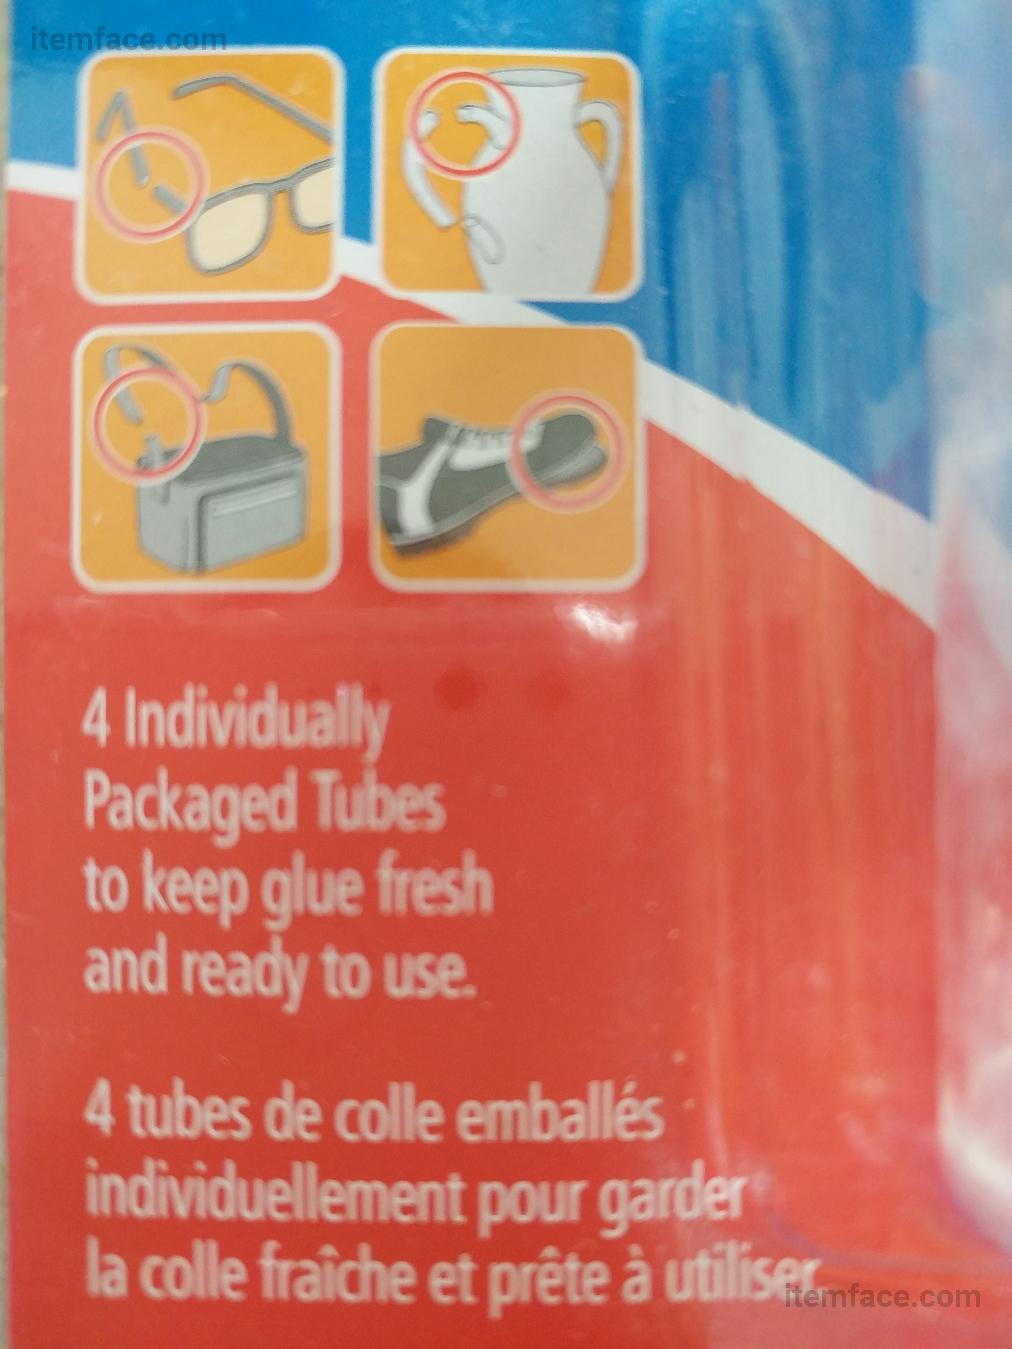 itemface.com
4 Individually
Packaged Tubes
to keep glue fresh
and ready to use.
4 tubes de colle emballés
individuellement pour garder
la colle fraîche et prête à utiliser.
itemface.com